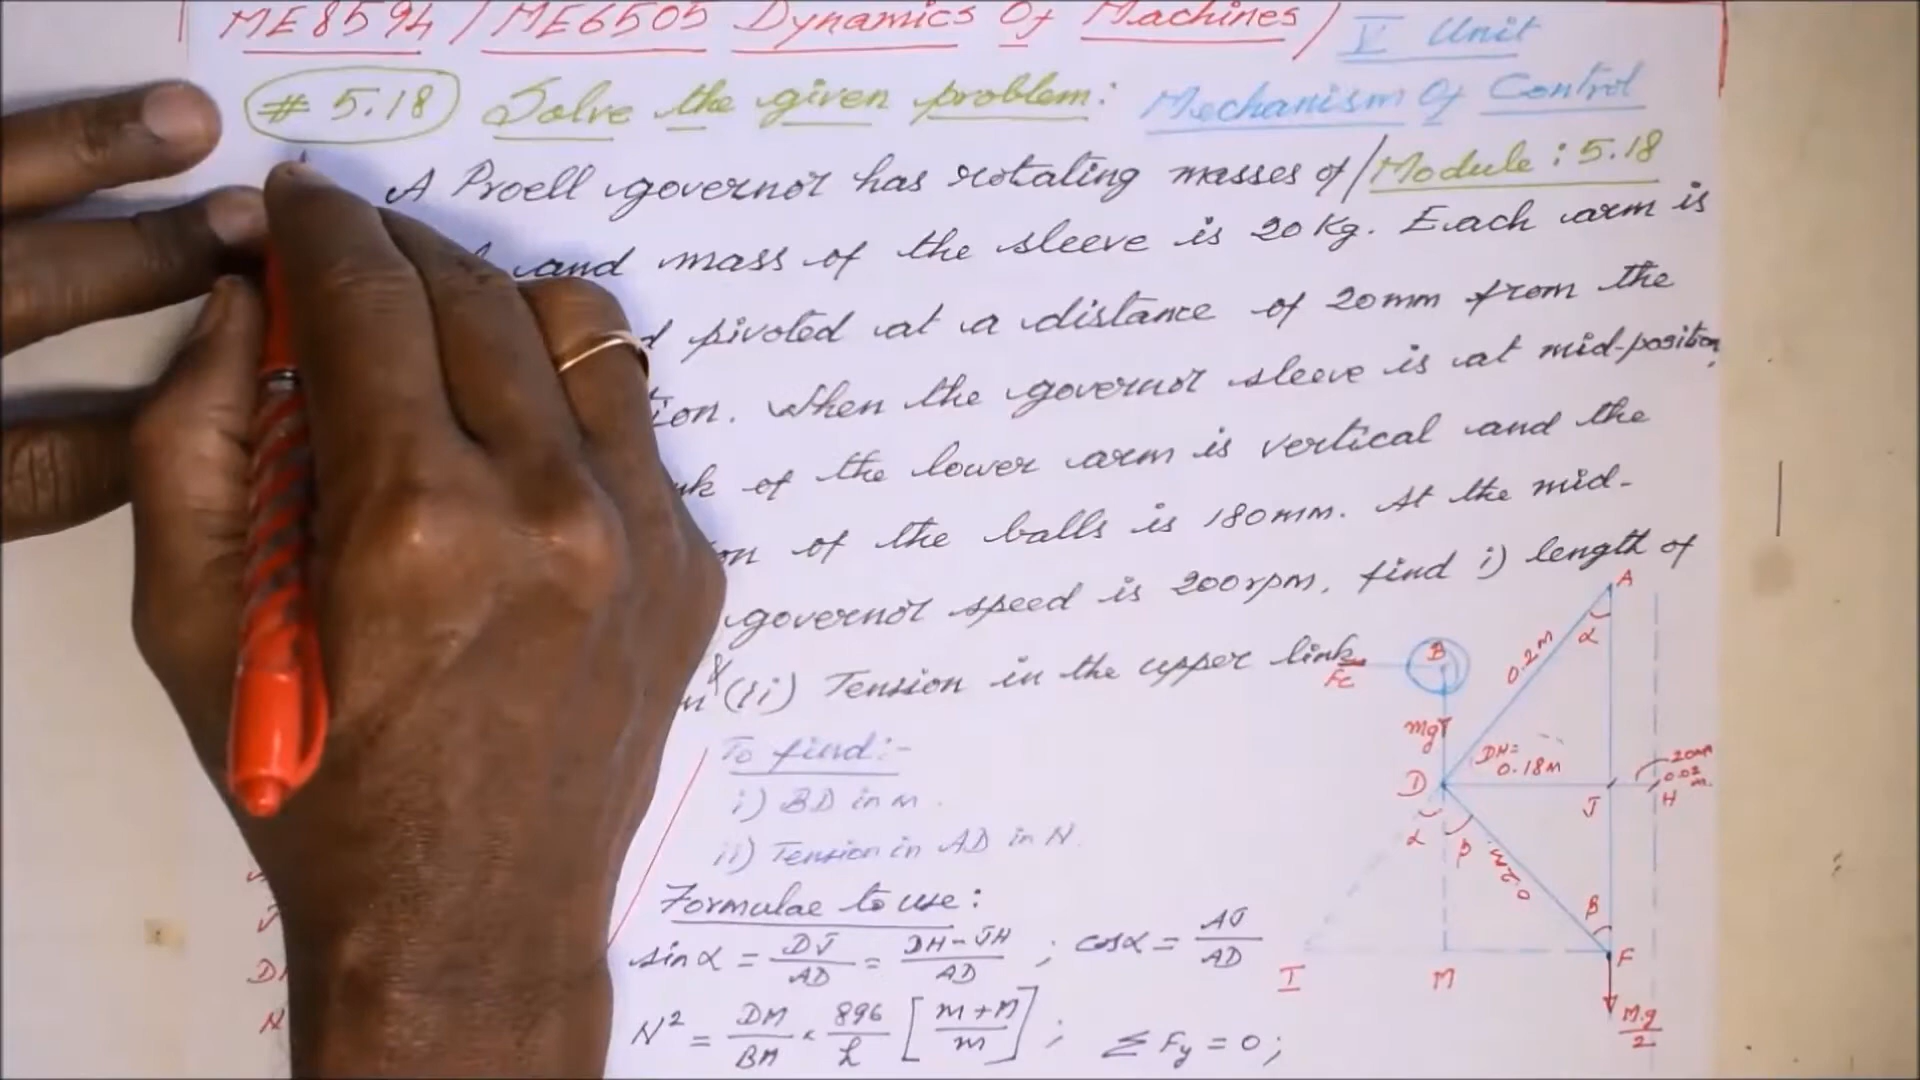 ME8594 / ME6505 Dynamics Of Machines / V Unit
# 5.18 Solve the given problem: Mechanism Of Control
A Proell governor has rotating masses of / Module: 5.18
and mass of the sleeve is 20 Kg. Each arm is
pivoted at a distance of 20mm from the
When the governor sleeve is at mid-position,
of the lower arm is vertical and the
of the balls is 180mm. At the mid-
governor speed is 200rpm, find i) length of
& (ii) Tension in the upper link
To find:-
i) BD in m.
ii) Tension in AD in N.
Formulae to use:
sin α = DJ/AD = DH-JH/AD ; cos α = AJ/AD
N² = DM/BM × 896/h [m+M/m] ; Σ Fy = 0 ;
A
α
0.2m
B
Fc
mg
DH=
0.18m
20mm
0.02
m.
D
J
H
α
β
0.2m
β
F
I
M
M.g/2